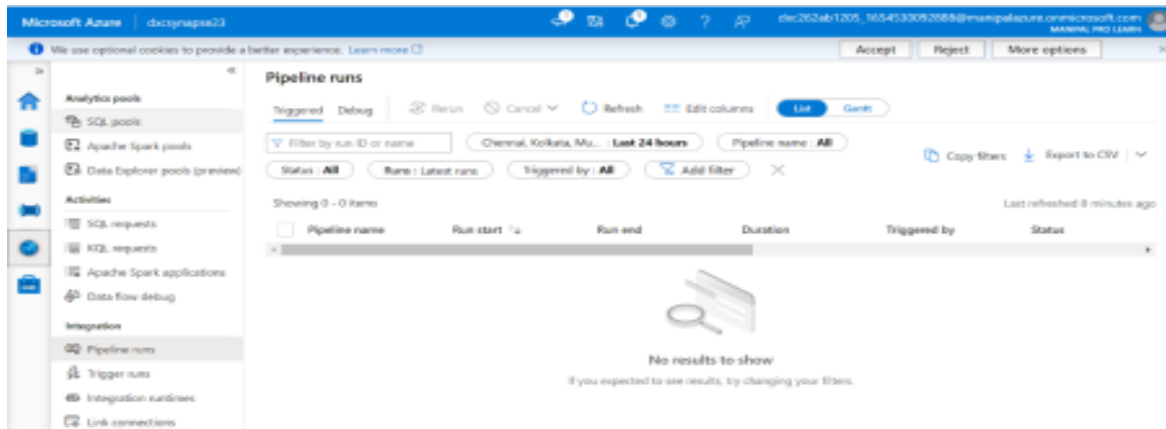 Microsoft Azure | dxcsynapse23
dxc262ab1205_1654530092888@manipalazure.onmicrosoft.com
MANIPAL PRO LEARN
We use optional cookies to provide a better experience. Learn more
Accept Reject More options
Analytics pools
SQL pools
Apache Spark pools
Data Explorer pools (preview)
Activities
SQL requests
KQL requests
Apache Spark applications
Data flow debug
Integration
Pipeline runs
Trigger runs
Integration runtimes
Link connections
Pipeline runs
Triggered Debug Rerun Cancel Refresh Edit columns List Gantt
Filter by run ID or name Chennai, Kolkata, Mu... : Last 24 hours Pipeline name : All
Status : All Runs : Latest runs Triggered by : All Add filter
Copy filters Export to CSV
Showing 0 - 0 items
Last refreshed 0 minutes ago
Pipeline name Run start Run end Duration Triggered by Status
No results to show
If you expected to see results, try changing your filters.